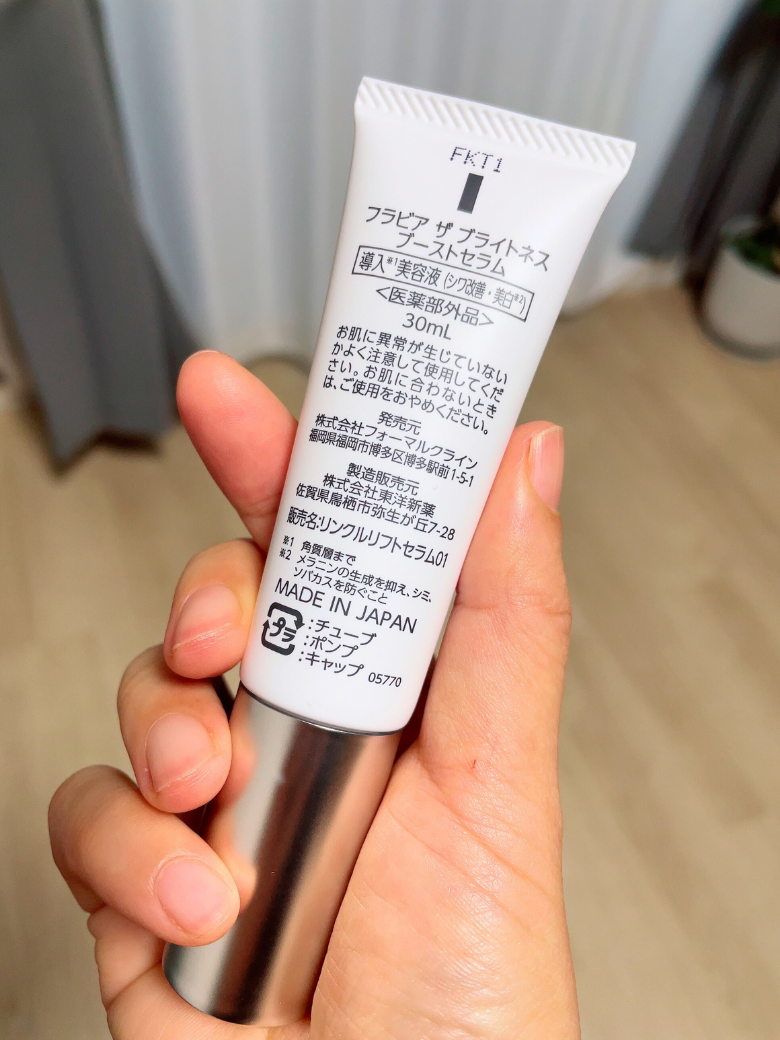 FKT1
フラビア ザ ブライトネス
ブーストセラム
導入※1美容液(シワ改善・美白※2)
<医薬部外品>
30mL
お肌に異常が生じていない
かよく注意して使用してくだ
さい。お肌に合わないとき
は、ご使用をおやめください。
発売元
株式会社フォーマルクライン
福岡県福岡市博多区博多駅前1-5-1
製造販売元
株式会社東洋新薬
佐賀県鳥栖市弥生が丘7-28
販売名:リンクルリフトセラム01
※1 角質層まで
※2 メラニンの生成を抑え、シミ、
ソバカスを防ぐこと
MADE IN JAPAN
プラ
:チューブ
:ポンプ
:キャップ
05770